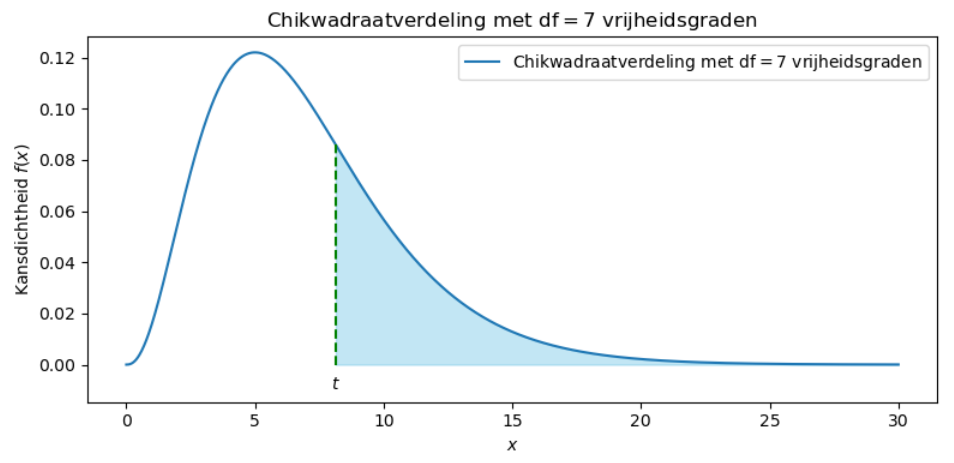 Chikwadraatverdeling met df = 7 vrijheidsgraden
Chikwadraatverdeling met df = 7 vrijheidsgraden
Kansdichtheid f(x)
0.12
0.10
0.08
0.06
0.04
0.02
0.00
t
0 5 10 15 20 25 30
x